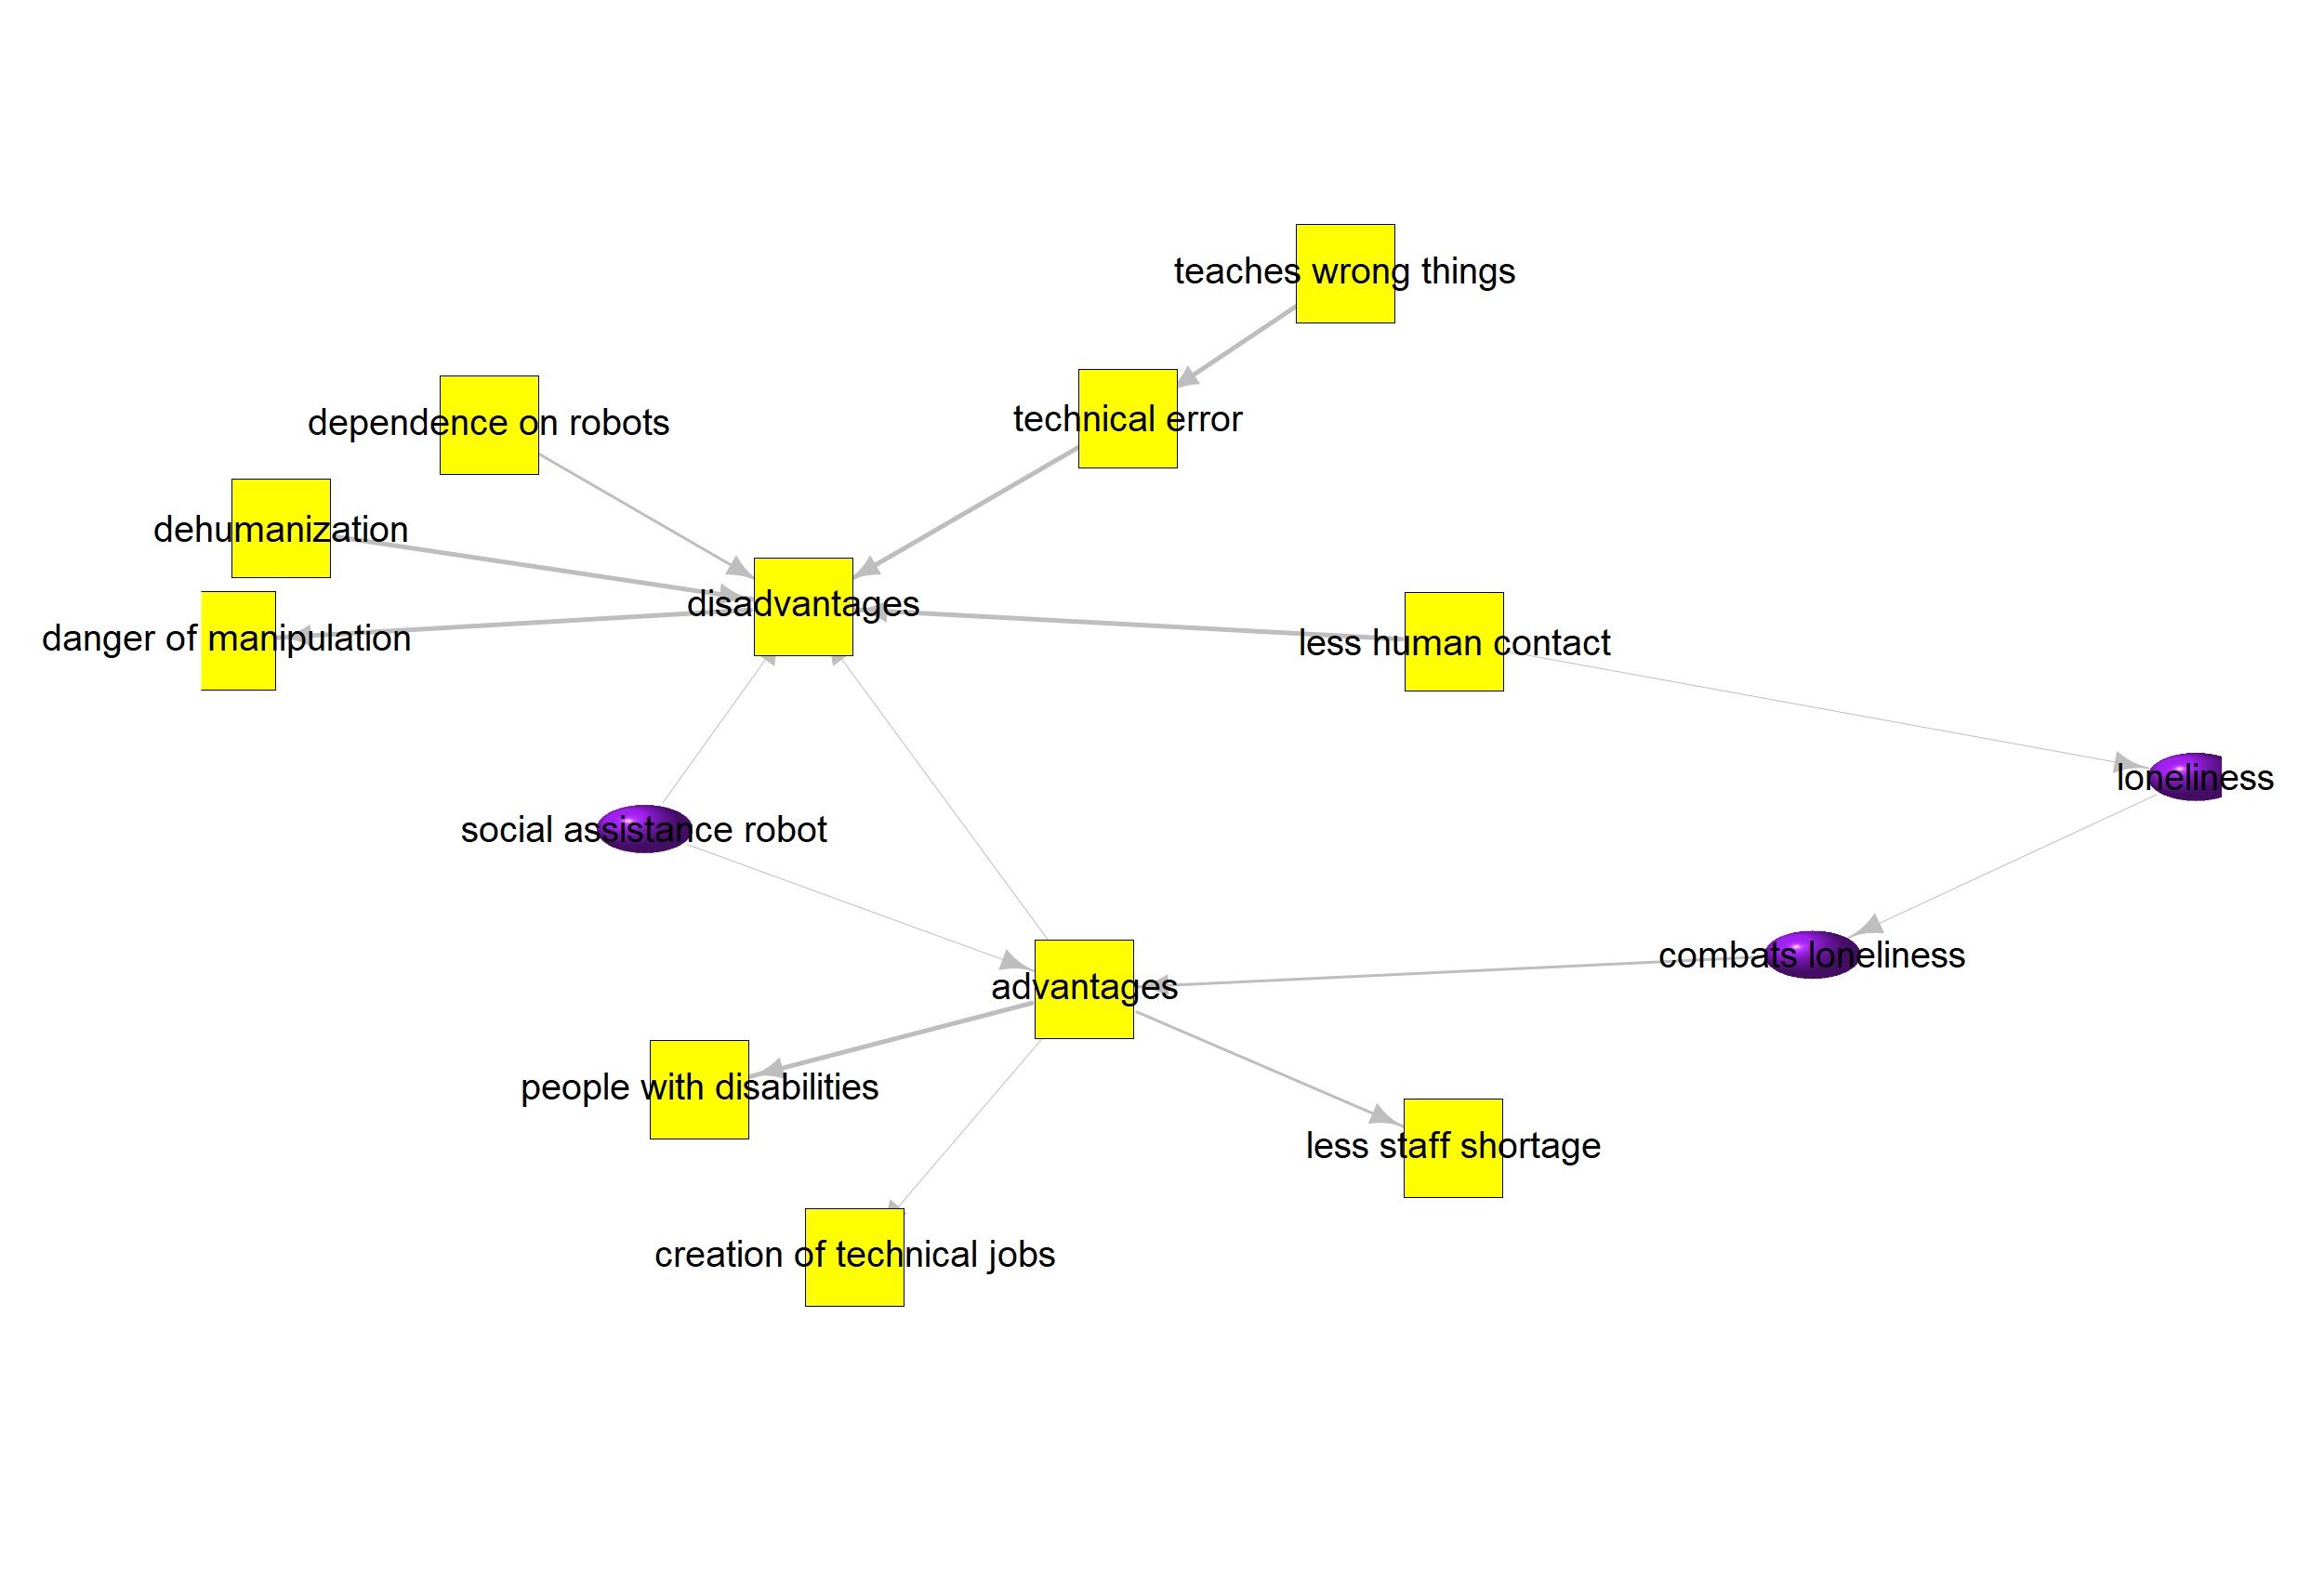 teaches wrong things
technical error
dependence on robots
dehumanization
disadvantages
danger of manipulation
less human contact
loneliness
social assistance robot
combats loneliness
advantages
people with disabilities
less staff shortage
creation of technical jobs